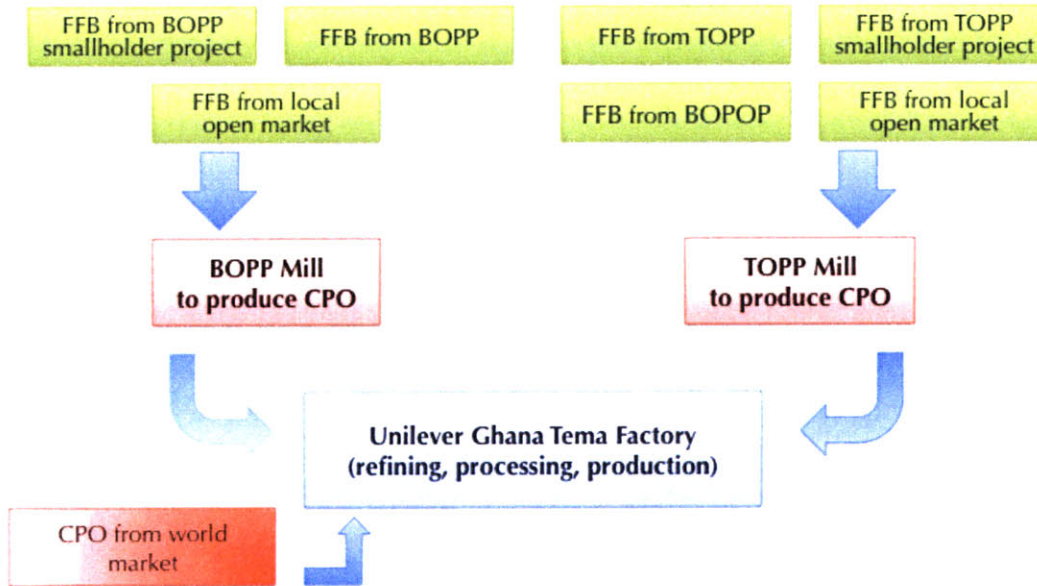 FFB from BOPP
smallholder project
FFB from BOPP
FFB from TOPP
FFB from TOPP
smallholder project
FFB from local
open market
FFB from BOPOP
FFB from local
open market
BOPP Mill
to produce CPO
TOPP Mill
to produce CPO
Unilever Ghana Tema Factory
(refining, processing, production)
CPO from world
market